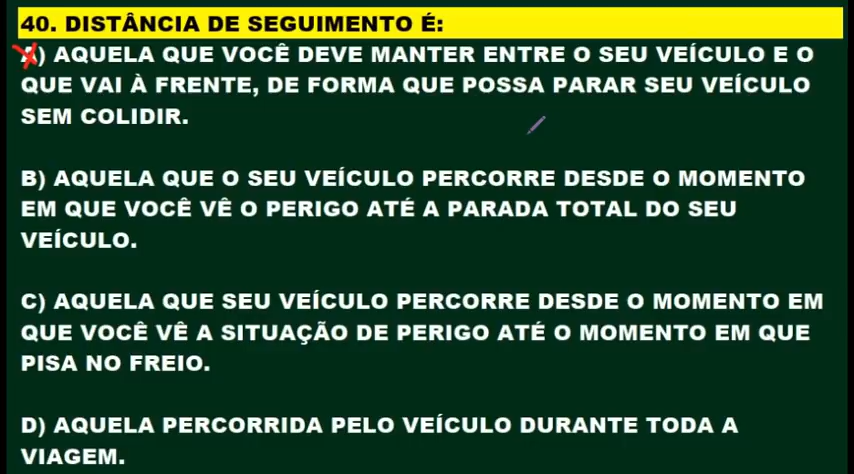 40. DISTÂNCIA DE SEGUIMENTO É:
A) AQUELA QUE VOCÊ DEVE MANTER ENTRE O SEU VEÍCULO E O
QUE VAI À FRENTE, DE FORMA QUE POSSA PARAR SEU VEÍCULO
SEM COLIDIR.
B) AQUELA QUE O SEU VEÍCULO PERCORRE DESDE O MOMENTO
EM QUE VOCÊ VÊ O PERIGO ATÉ A PARADA TOTAL DO SEU
VEÍCULO.
C) AQUELA QUE SEU VEÍCULO PERCORRE DESDE O MOMENTO EM
QUE VOCÊ VÊ A SITUAÇÃO DE PERIGO ATÉ O MOMENTO EM QUE
PISA NO FREIO.
D) AQUELA PERCORRIDA PELO VEÍCULO DURANTE TODA A
VIAGEM.